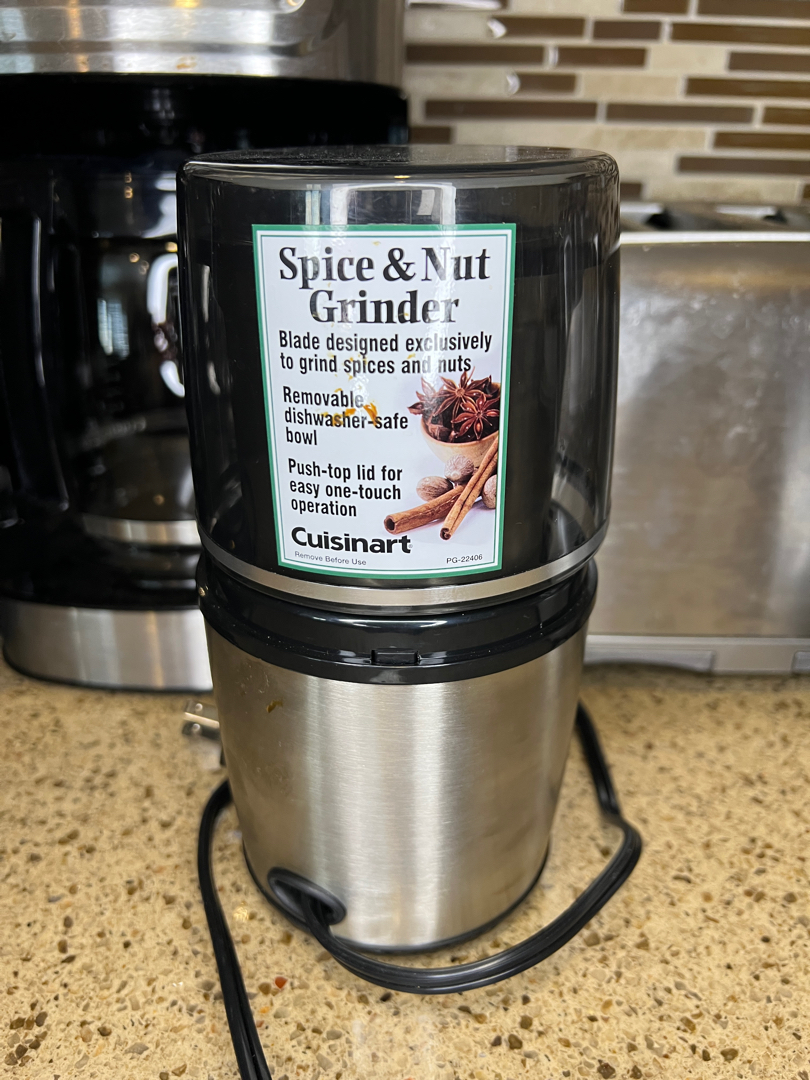 Spice & Nut
Grinder
Blade designed exclusively
to grind spices and nuts
Removable
dishwasher-safe
bowl
Push-top lid for
easy one-touch
operation
Cuisinart
Remove Before Use
PG-22406